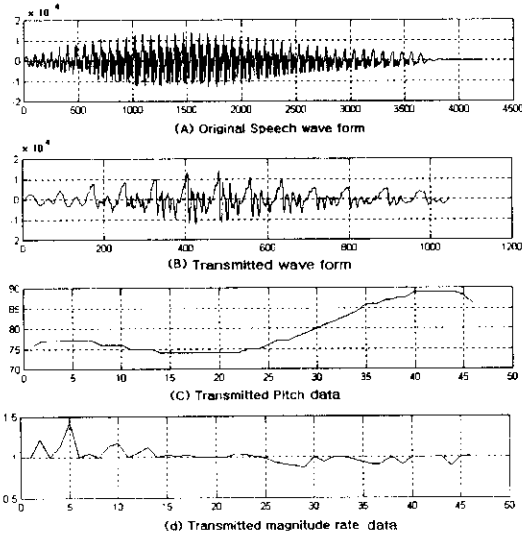 × 10⁴
2
1
0
-1
-2
0 500 1000 1500 2000 2500 3000 3500 4000 4500
(A) Original Speech wave form
× 10⁴
2
1
0
-1
-2
0 200 400 600 800 1000 1200
(B) Transmitted wave form
90
85
80
75
70
0 5 10 15 20 25 30 35 40 45 50
(C) Transmitted Pitch data
1.5
1
0.5
0 5 10 15 20 25 30 35 40 45 50
(d) Transmitted magnitude rate data